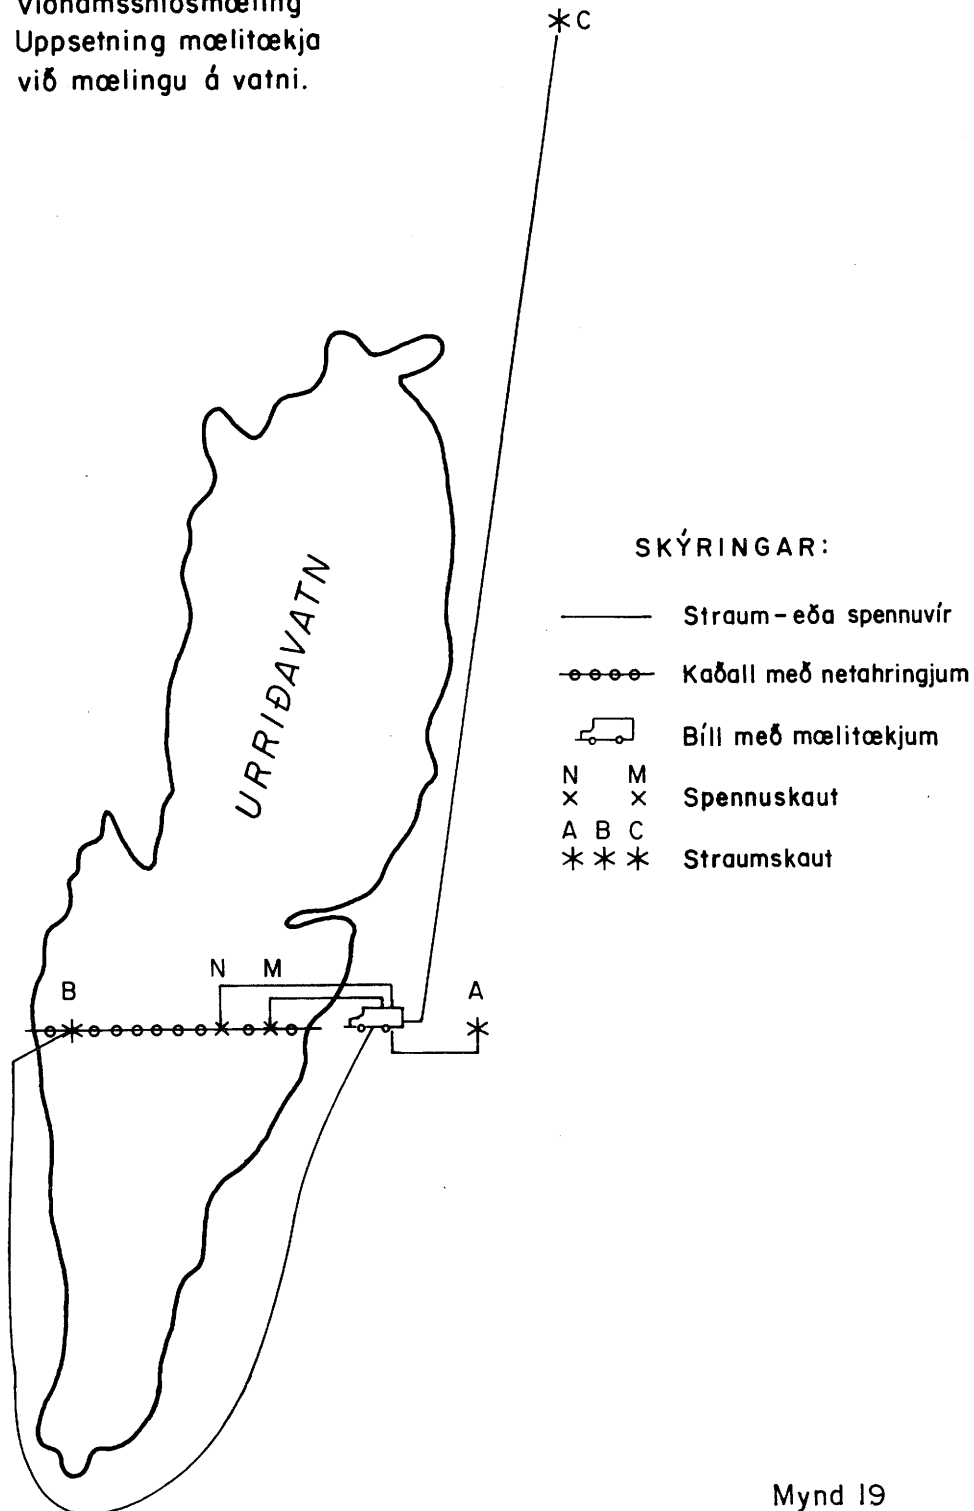 Viðnámssniðsmæling
Uppsetning mælitækja
við mælingu á vatni.
C
URRIÐAVATN
SKÝRINGAR:
Straum- eða spennuvír
Kaðall með netahringjum
Bíll með mælitækjum
N M
Spennuskaut
A B C
Straumskaut
B N M A
Mynd 19